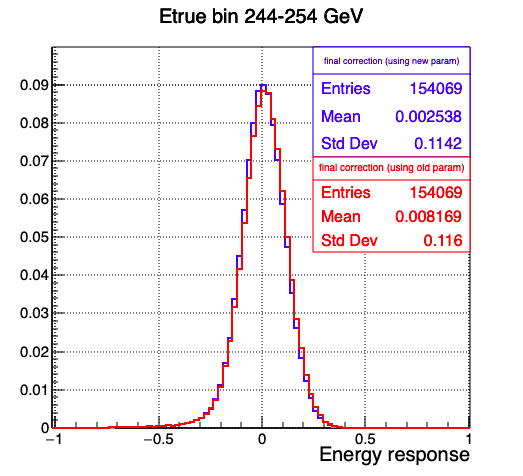 Etrue bin 244-254 GeV
final correction (using new param)
Entries 154069
Mean 0.002538
Std Dev 0.1142
final correction (using old param)
Entries 154069
Mean 0.008169
Std Dev 0.116
0.09
0.08
0.07
0.06
0.05
0.04
0.03
0.02
0.01
0
−1 −0.5 0 0.5 1
Energy response